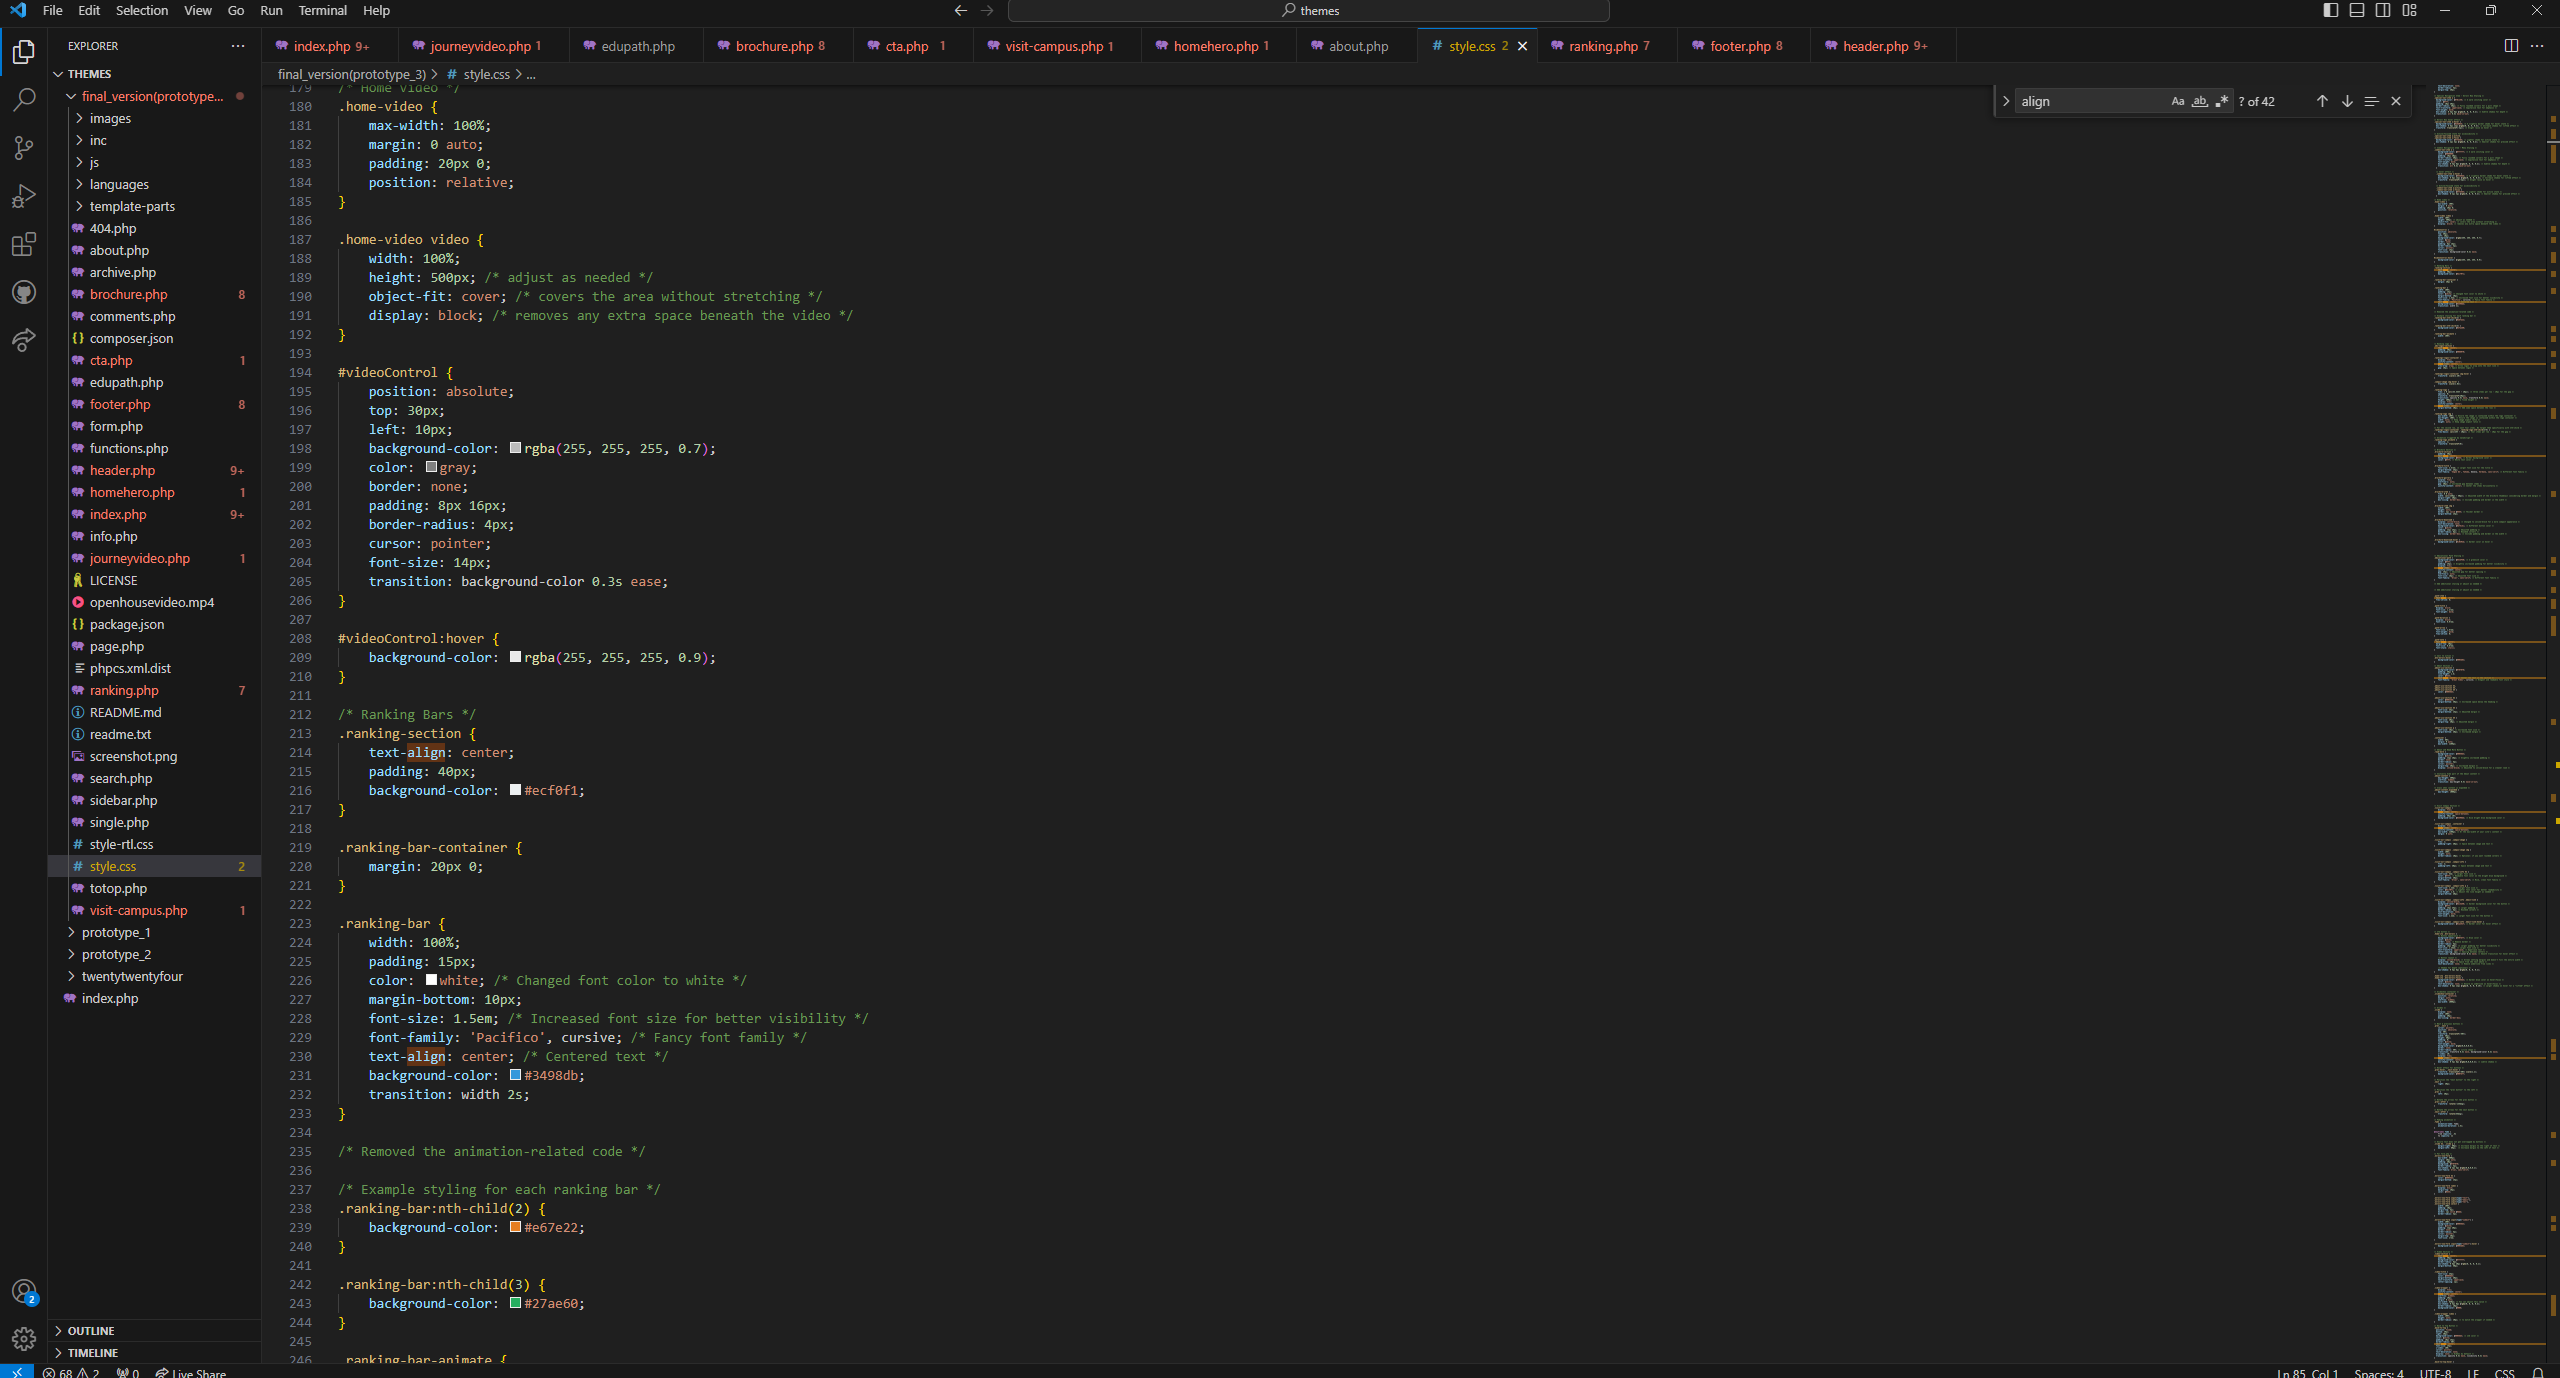 File Edit Selection View Go Run Terminal Help
themes
EXPLORER
index.php 9+ journeyvideo.php 1 edupath.php brochure.php 8 cta.php 1 visit-campus.php 1 homehero.php 1 about.php # style.css 2 ranking.php 7 footer.php 8 header.php 9+
final_version(prototype_3) > # style.css > ...
align Aa ab .* ? of 42
THEMES
final_version(prototype...
images
inc
js
languages
template-parts
404.php
about.php
archive.php
brochure.php 8
comments.php
{} composer.json
cta.php 1
edupath.php
footer.php 8
form.php
functions.php
header.php 9+
homehero.php 1
index.php 9+
info.php
journeyvideo.php 1
LICENSE
openhousevideo.mp4
{} package.json
page.php
phpcs.xml.dist
ranking.php 7
README.md
readme.txt
screenshot.png
search.php
sidebar.php
single.php
# style-rtl.css
# style.css 2
totop.php
visit-campus.php 1
prototype_1
prototype_2
twentytwentyfour
index.php
OUTLINE
TIMELINE
2
179 /* Home video */
180 .home-video {
181 max-width: 100%;
182 margin: 0 auto;
183 padding: 20px 0;
184 position: relative;
185 }
186
187 .home-video video {
188 width: 100%;
189 height: 500px; /* adjust as needed */
190 object-fit: cover; /* covers the area without stretching */
191 display: block; /* removes any extra space beneath the video */
192 }
193
194 #videoControl {
195 position: absolute;
196 top: 30px;
197 left: 10px;
198 background-color: rgba(255, 255, 255, 0.7);
199 color: gray;
200 border: none;
201 padding: 8px 16px;
202 border-radius: 4px;
203 cursor: pointer;
204 font-size: 14px;
205 transition: background-color 0.3s ease;
206 }
207
208 #videoControl:hover {
209 background-color: rgba(255, 255, 255, 0.9);
210 }
211
212 /* Ranking Bars */
213 .ranking-section {
214 text-align: center;
215 padding: 40px;
216 background-color: #ecf0f1;
217 }
218
219 .ranking-bar-container {
220 margin: 20px 0;
221 }
222
223 .ranking-bar {
224 width: 100%;
225 padding: 15px;
226 color: white; /* Changed font color to white */
227 margin-bottom: 10px;
228 font-size: 1.5em; /* Increased font size for better visibility */
229 font-family: 'Pacifico', cursive; /* Fancy font family */
230 text-align: center; /* Centered text */
231 background-color: #3498db;
232 transition: width 2s;
233 }
234
235 /* Removed the animation-related code */
236
237 /* Example styling for each ranking bar */
238 .ranking-bar:nth-child(2) {
239 background-color: #e67e22;
240 }
241
242 .ranking-bar:nth-child(3) {
243 background-color: #27ae60;
244 }
245
246 .ranking-bar-animate {
68 2 0 Live Share
Ln 85, Col 1 Spaces: 4 UTF-8 LF CSS